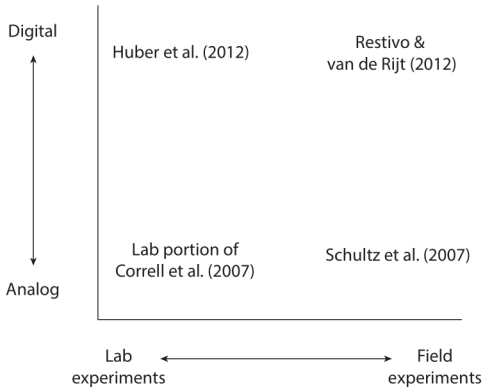 Digital
Huber et al. (2012)
Restivo &
van de Rijt (2012)
Lab portion of
Correll et al. (2007)
Schultz et al. (2007)
Analog
Lab
experiments
Field
experiments